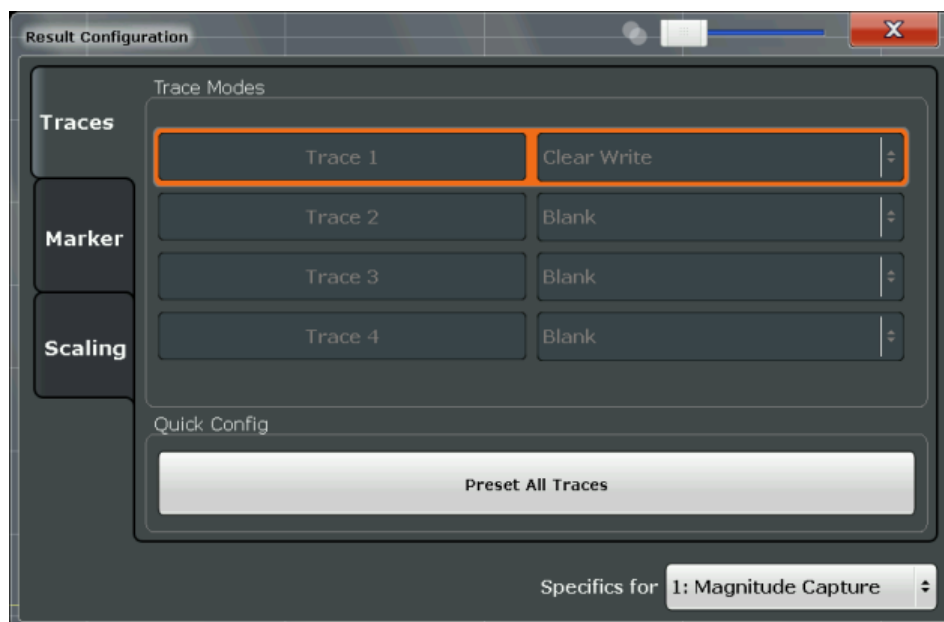 Result Configuration
X
Traces
Marker
Scaling
Trace Modes
Trace 1 Clear Write
Trace 2 Blank
Trace 3 Blank
Trace 4 Blank
Quick Config
Preset All Traces
Specifics for 1: Magnitude Capture